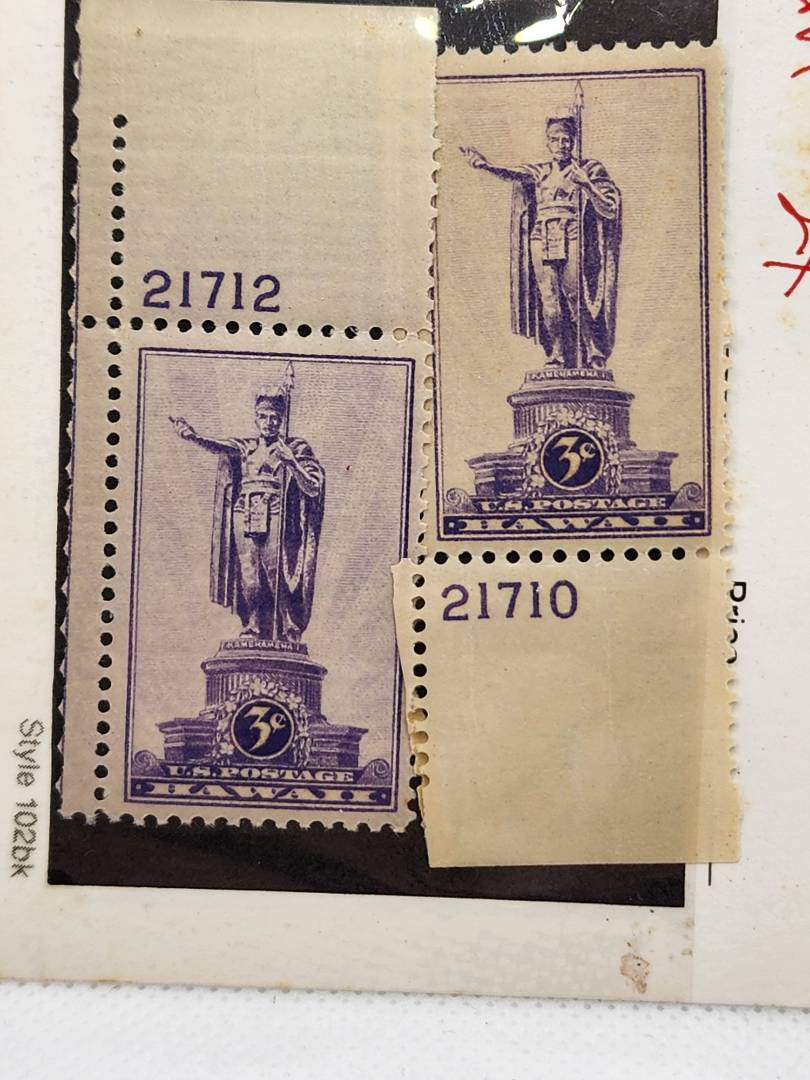 21712
KAMEHAMEHA I
3¢
U.S. POSTAGE
HAWAII
KAMEHAMEHA I
3¢
U.S. POSTAGE
HAWAII
21710
Style 102bk